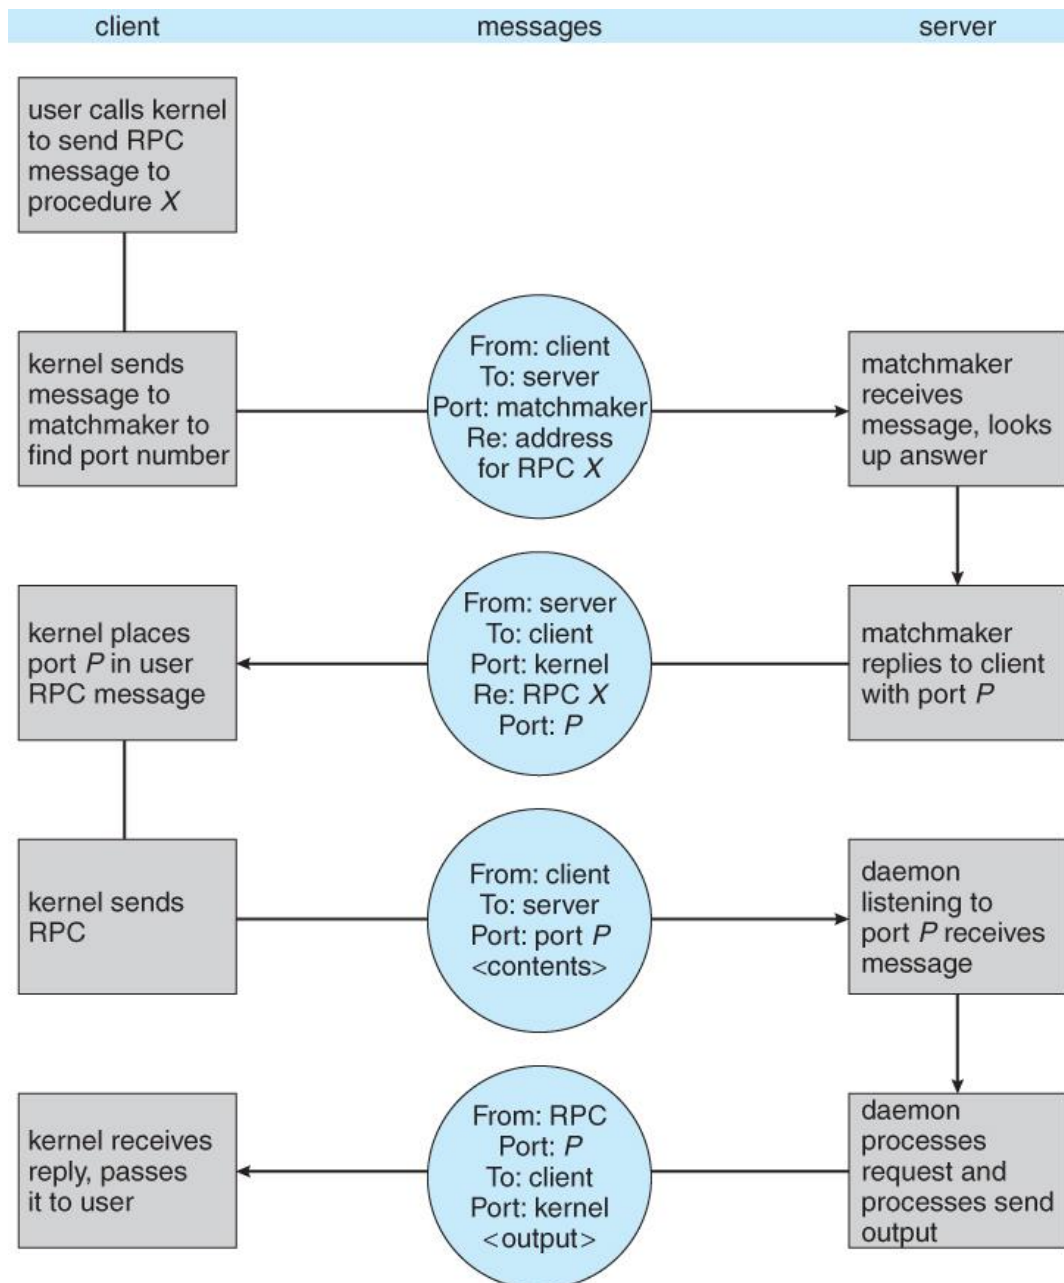 client
messages
server
user calls kernel
to send RPC
message to
procedure X
kernel sends
message to
matchmaker to
find port number
From: client
To: server
Port: matchmaker
Re: address
for RPC X
matchmaker
receives
message, looks
up answer
kernel places
port P in user
RPC message
From: server
To: client
Port: kernel
Re: RPC X
Port: P
matchmaker
replies to client
with port P
kernel sends
RPC
From: client
To: server
Port: port P
<contents>
daemon
listening to
port P receives
message
kernel receives
reply, passes
it to user
From: RPC
Port: P
To: client
Port: kernel
<output>
daemon
processes
request and
processes send
output